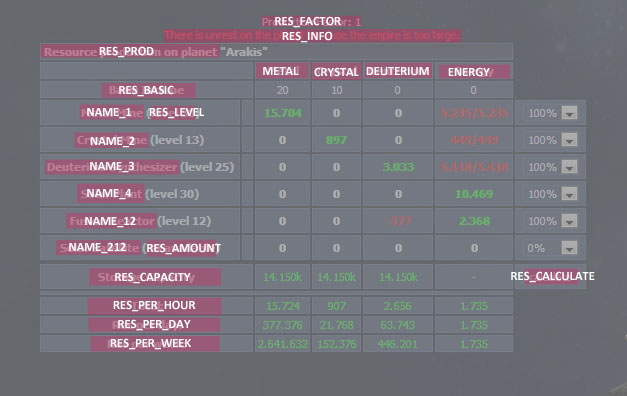 RES_FACTOR: 1
RES_INFO
There is unrest on the p e the empire is too large.
RES_PROD on planet "Arakis"
METAL CRYSTAL DEUTERIUM ENERGY
RES_BASIC 20 10 0 0
NAME_1 RES_LEVEL 15.704 0 0 5.235/5.235 100%
NAME_2 (level 13) 0 897 0 449/449 100%
NAME_3 (level 25) 0 0 3.033 5.418/5.418 100%
NAME_4 (level 30) 0 0 0 10.469 100%
NAME_12 (level 12) 0 0 -377 2.368 100%
NAME_212 RES_AMOUNT 0 0 0 0 0%
RES_CAPACITY 14.150k 14.150k 14.150k - RES_CALCULATE
RES_PER_HOUR 15.724 907 2.656 1.735
RES_PER_DAY 377.376 21.768 63.743 1.735
RES_PER_WEEK 2.641.632 152.376 446.201 1.735